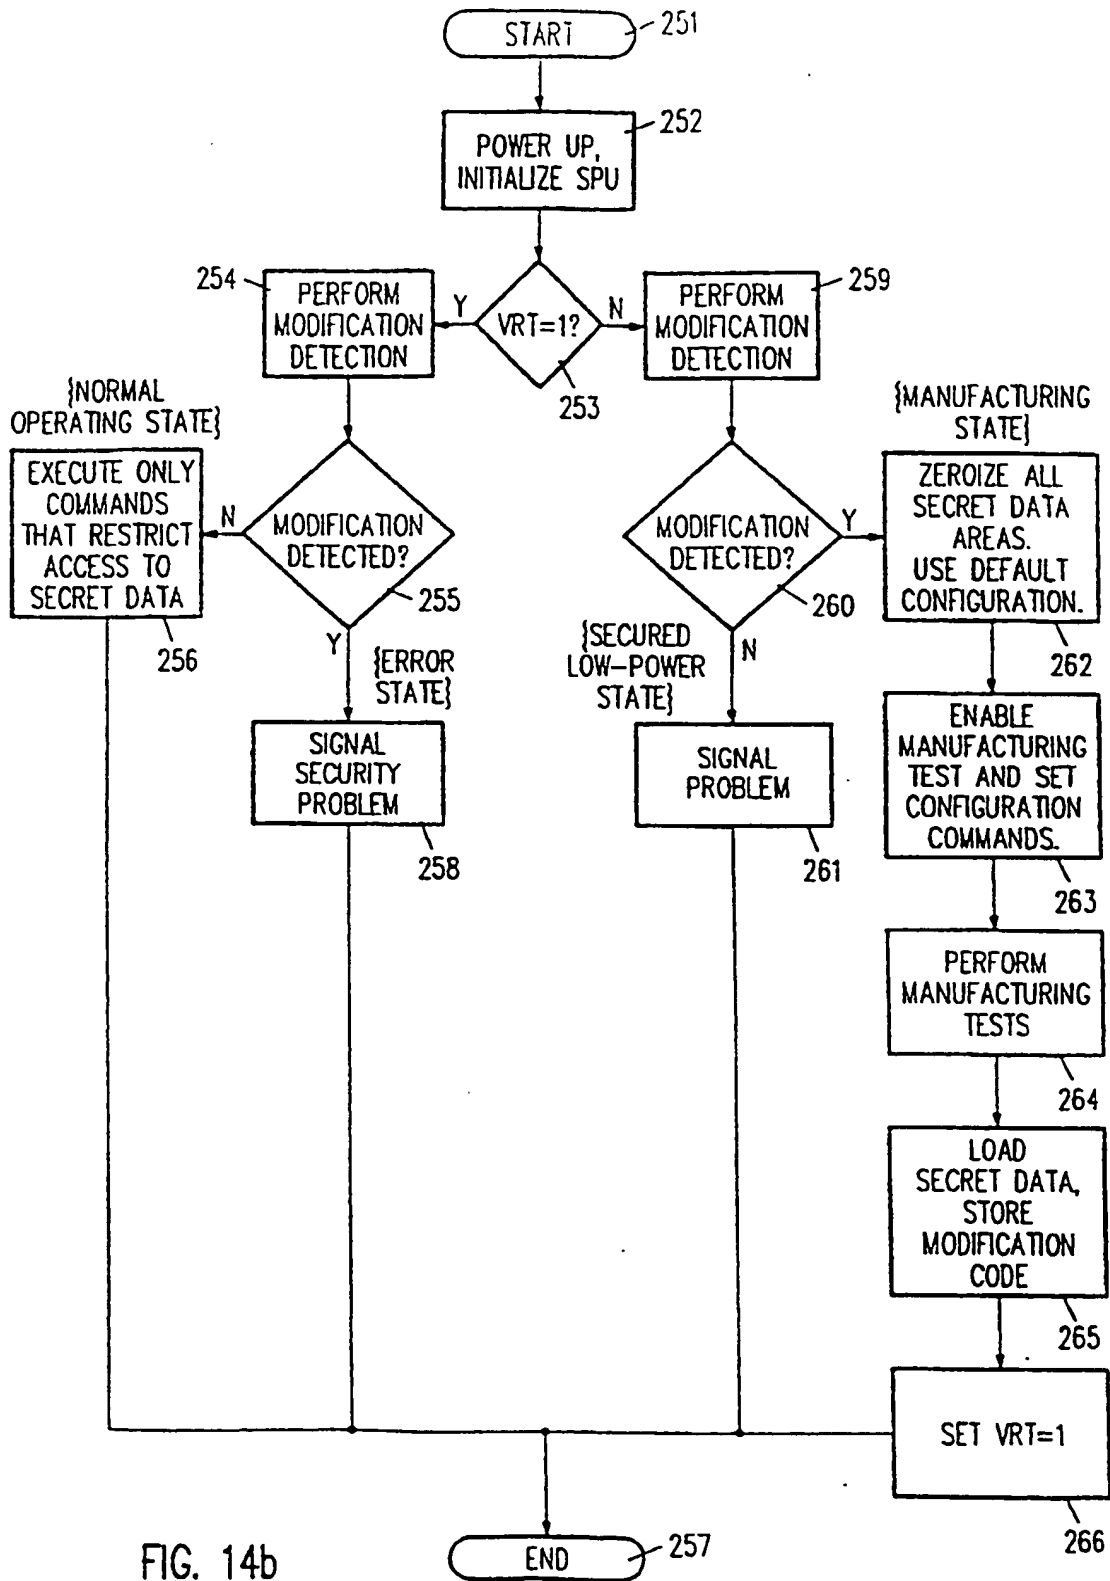 START
251
POWER UP,
INITIALIZE SPU
252
VRT=1?
253
Y
N
254
PERFORM
MODIFICATION
DETECTION
259
PERFORM
MODIFICATION
DETECTION
{NORMAL
OPERATING STATE}
EXECUTE ONLY
COMMANDS
THAT RESTRICT
ACCESS TO
SECRET DATA
256
N
MODIFICATION
DETECTED?
255
Y
{ERROR
STATE}
SIGNAL
SECURITY
PROBLEM
258
MODIFICATION
DETECTED?
260
Y
N
{SECURED
LOW-POWER
STATE}
SIGNAL
PROBLEM
261
{MANUFACTURING
STATE}
ZEROIZE ALL
SECRET DATA
AREAS.
USE DEFAULT
CONFIGURATION.
262
ENABLE
MANUFACTURING
TEST AND SET
CONFIGURATION
COMMANDS.
263
PERFORM
MANUFACTURING
TESTS
264
LOAD
SECRET DATA,
STORE
MODIFICATION
CODE
265
SET VRT=1
266
END
257
FIG. 14b